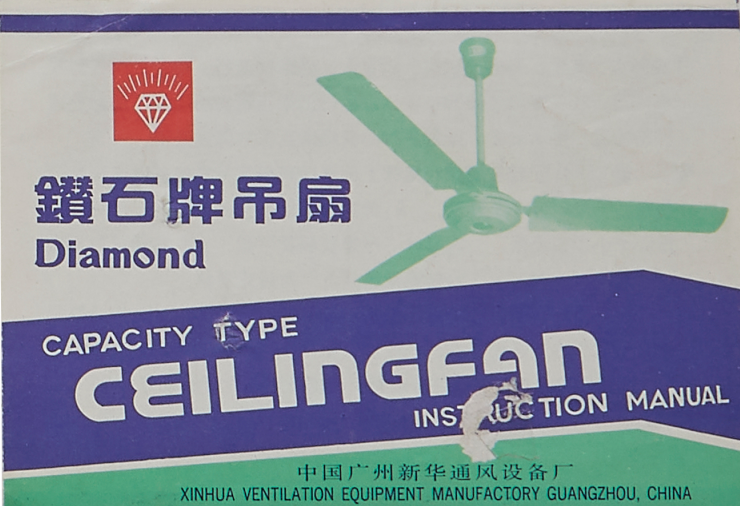 鑽石牌吊扇
Diamond
CAPACITY TYPE
CEILINGFAN
INSTRUCTION MANUAL
中国广州新华通风设备厂
XINHUA VENTILATION EQUIPMENT MANUFACTORY GUANGZHOU, CHINA